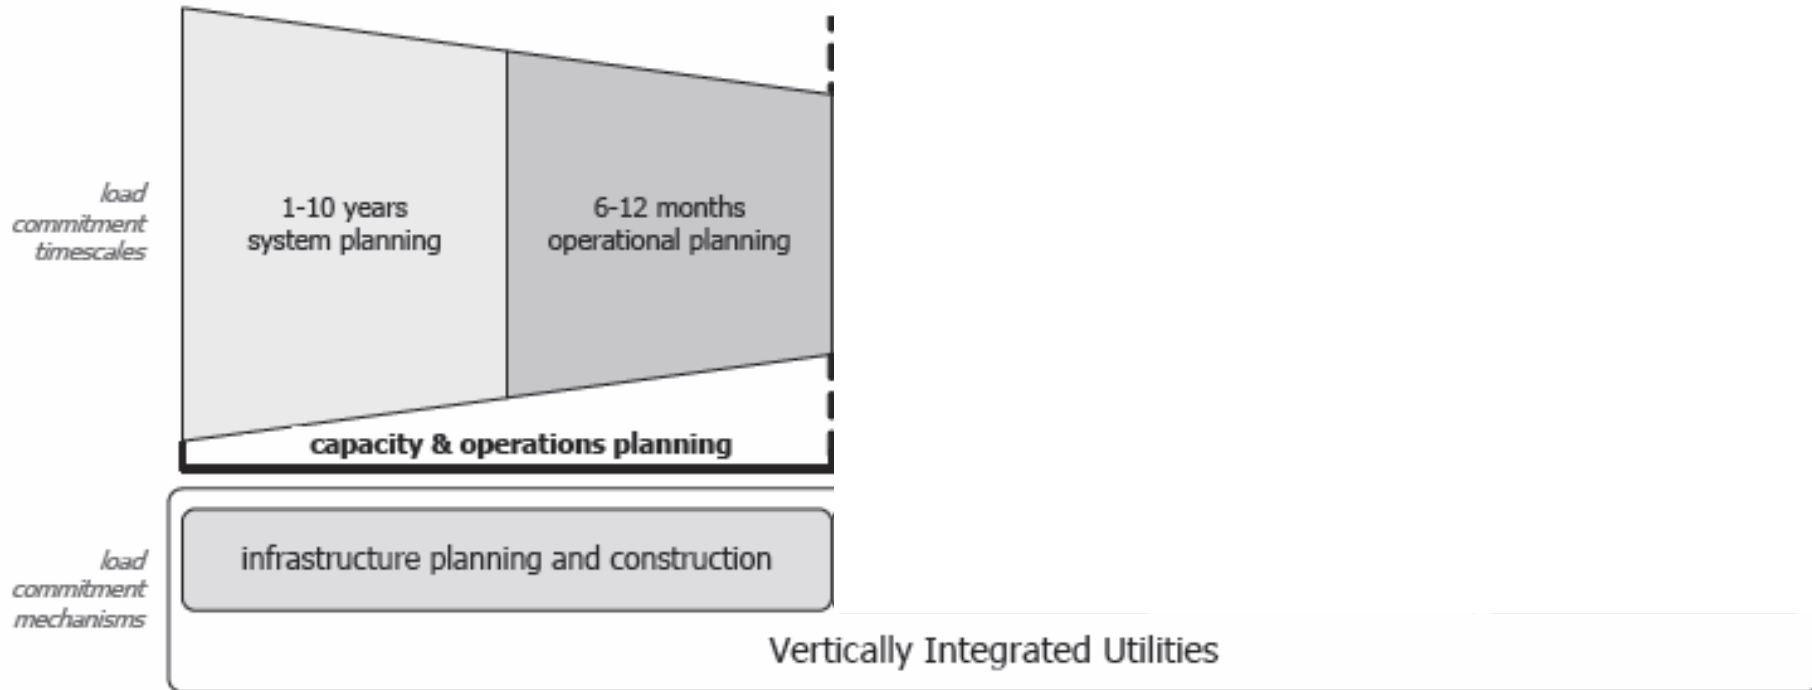 load
commitment
timescales
1-10 years
system planning
6-12 months
operational planning
capacity & operations planning
load
commitment
mechanisms
infrastructure planning and construction
Vertically Integrated Utilities